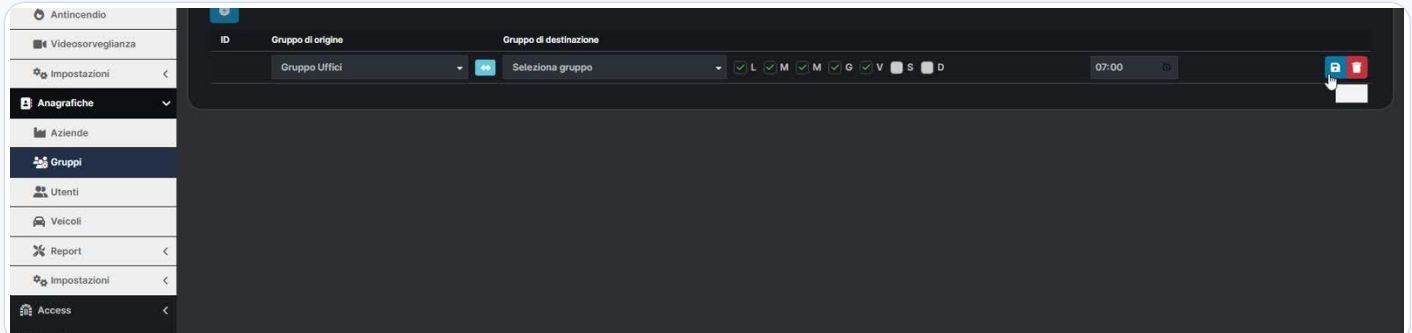 Antincendio
Videosorveglianza
Impostazioni
Anagrafiche
Aziende
Gruppi
Utenti
Veicoli
Report
Impostazioni
Access
ID Gruppo di origine Gruppo di destinazione
Gruppo Uffici Seleziona gruppo L M M G V S D 07:00